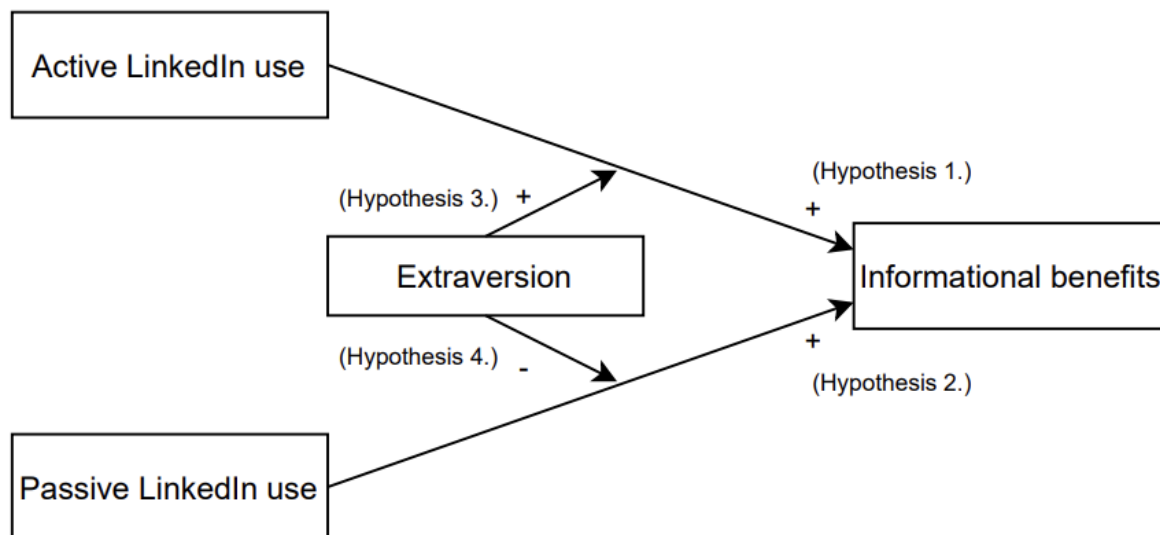 Active LinkedIn use
(Hypothesis 1.)
(Hypothesis 3.) +
+
Extraversion
Informational benefits
(Hypothesis 4.) -
+
(Hypothesis 2.)
Passive LinkedIn use